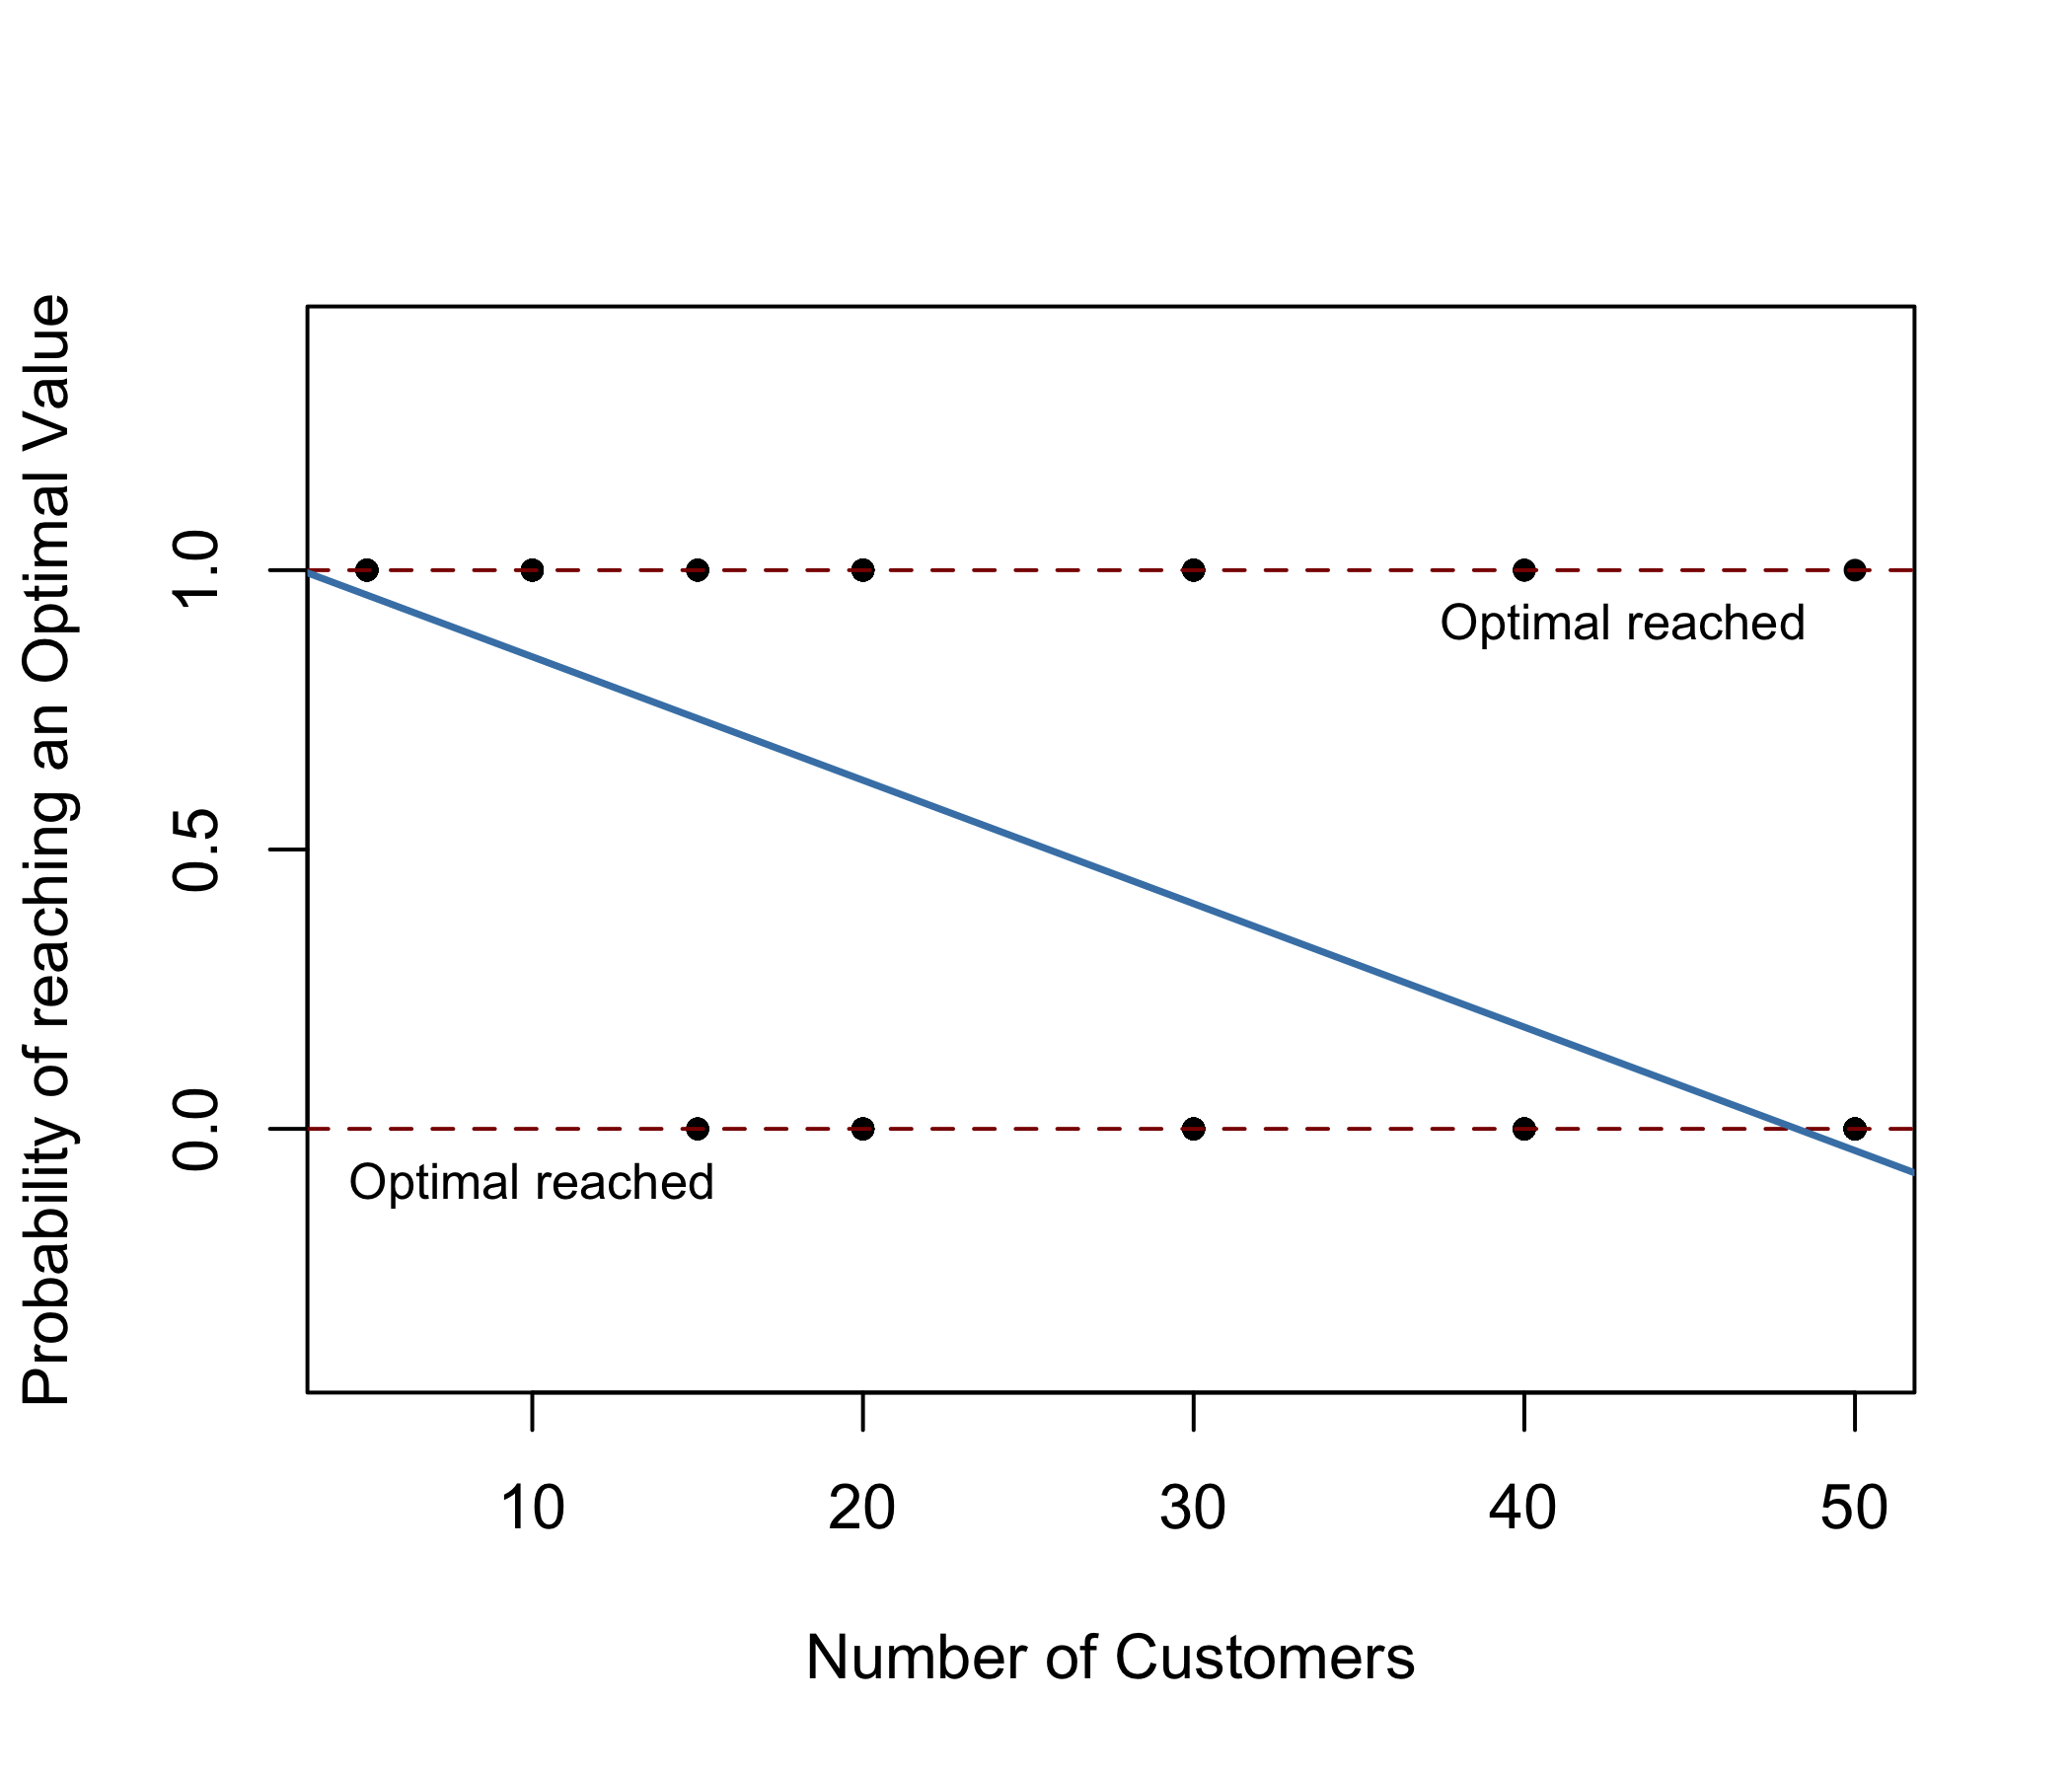 Probability of reaching an Optimal Value
1.0
0.5
0.0
Optimal reached
Optimal reached
10 20 30 40 50
Number of Customers